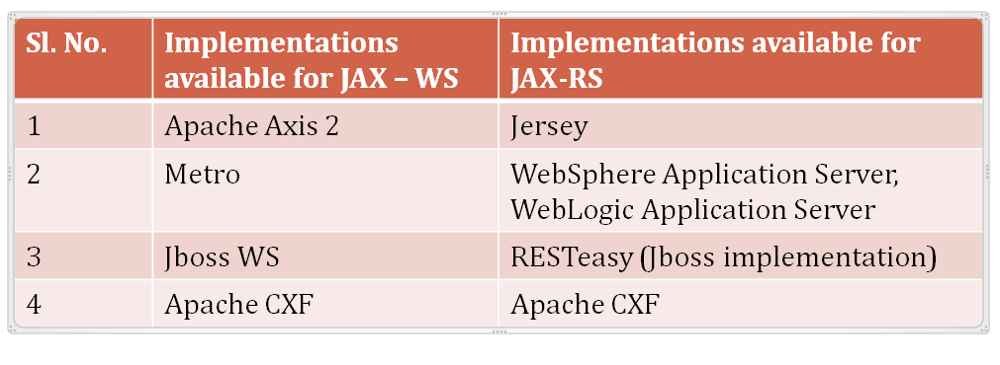 Sl. No.
Implementations
available for JAX – WS
Implementations available for
JAX-RS
1
Apache Axis 2
Jersey
2
Metro
WebSphere Application Server,
WebLogic Application Server
3
Jboss WS
RESTeasy (Jboss implementation)
4
Apache CXF
Apache CXF